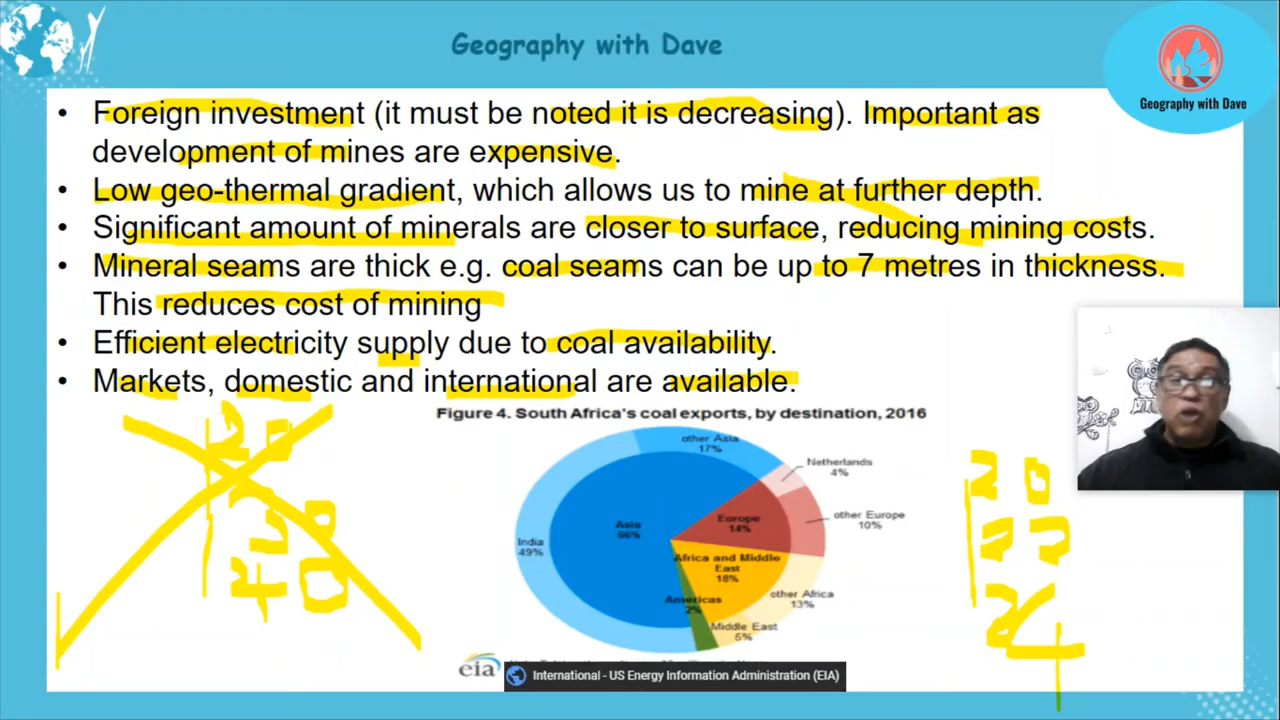 Geography with Dave
Geography with Dave
• Foreign investment (it must be noted it is decreasing). Important as
development of mines are expensive.
• Low geo-thermal gradient, which allows us to mine at further depth.
• Significant amount of minerals are closer to surface, reducing mining costs.
• Mineral seams are thick e.g. coal seams can be up to 7 metres in thickness.
This reduces cost of mining
• Efficient electricity supply due to coal availability.
• Markets, domestic and international are available.
Figure 4. South Africa's coal exports, by destination, 2016
other Asia
17%
Netherlands
4%
Europe
14%
other Europe
10%
Asia
66%
India
49%
Africa and Middle
East
18%
other Africa
13%
Americas
2%
Middle East
5%
eia
International - US Energy Information Administration (EIA)
20
24